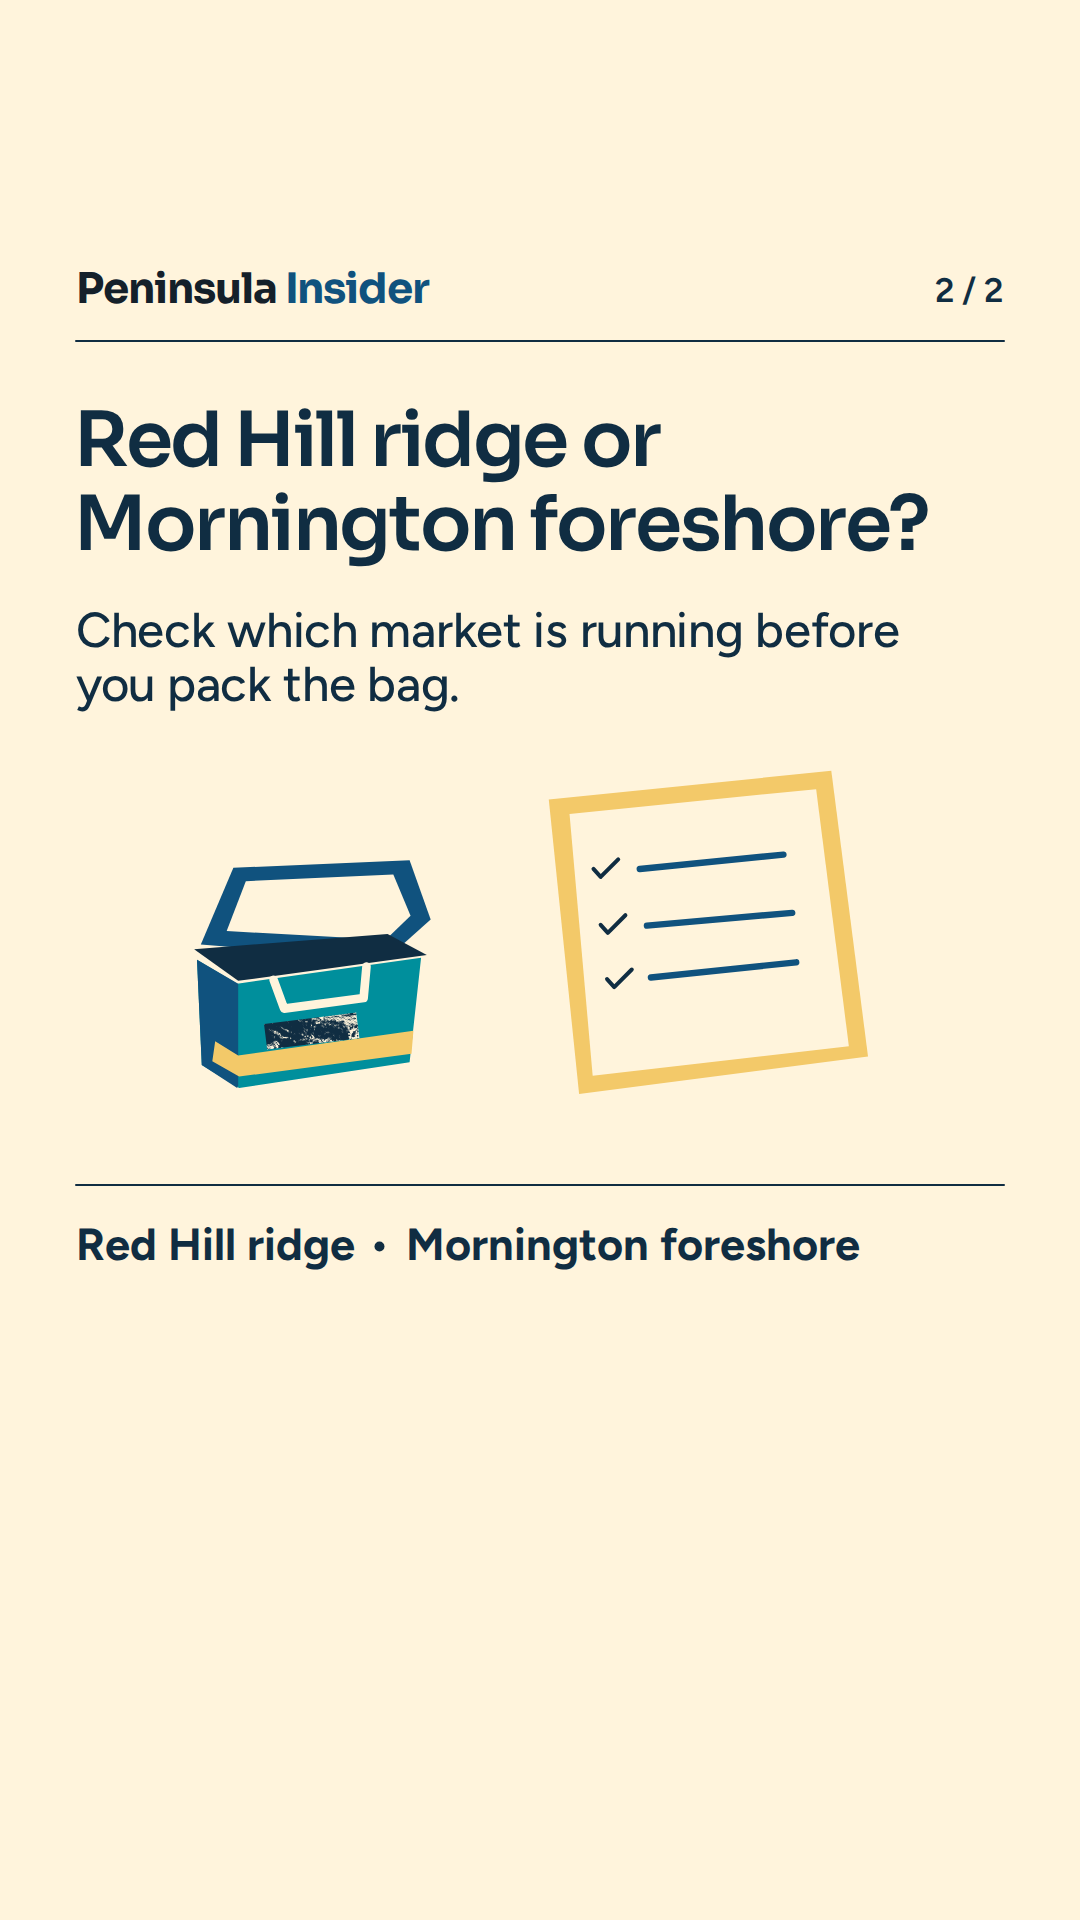 Peninsula Insider
2 / 2
Red Hill ridge or
Mornington foreshore?
Check which market is running before
you pack the bag.
Red Hill ridge • Mornington foreshore